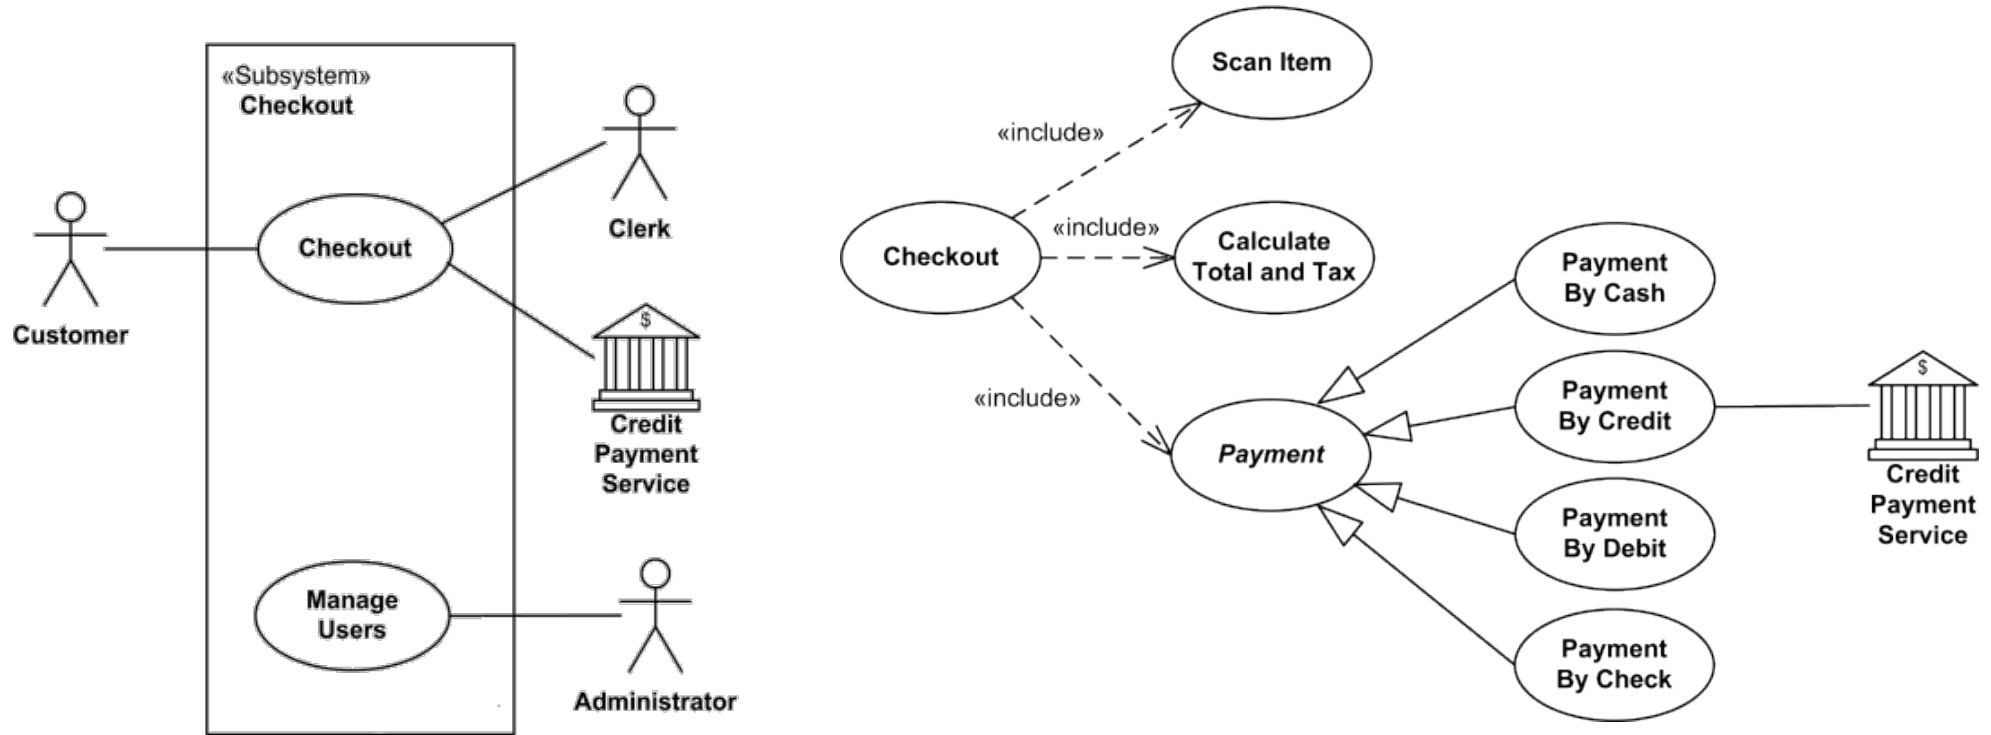 «Subsystem»
Checkout
Checkout
Clerk
Customer
$
Credit
Payment
Service
Manage
Users
Administrator
Scan Item
«include»
«include»
Checkout
Calculate
Total and Tax
«include»
Payment
Payment
By Cash
Payment
By Credit
Payment
By Debit
Payment
By Check
$
Credit
Payment
Service